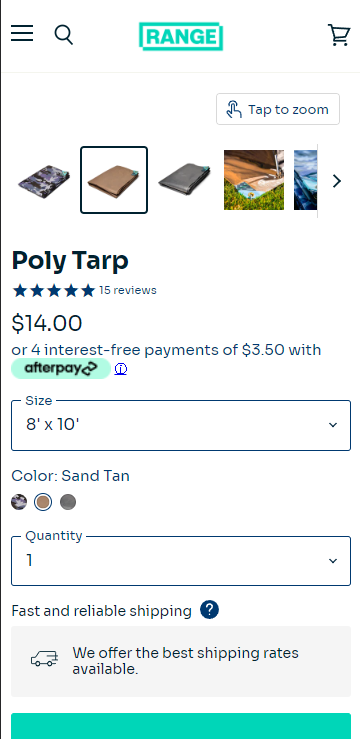 RANGE
Tap to zoom
Poly Tarp
15 reviews
$14.00
or 4 interest-free payments of $3.50 with
afterpay
Size
8' x 10'
Color: Sand Tan
Quantity
1
Fast and reliable shipping ?
We offer the best shipping rates
available.